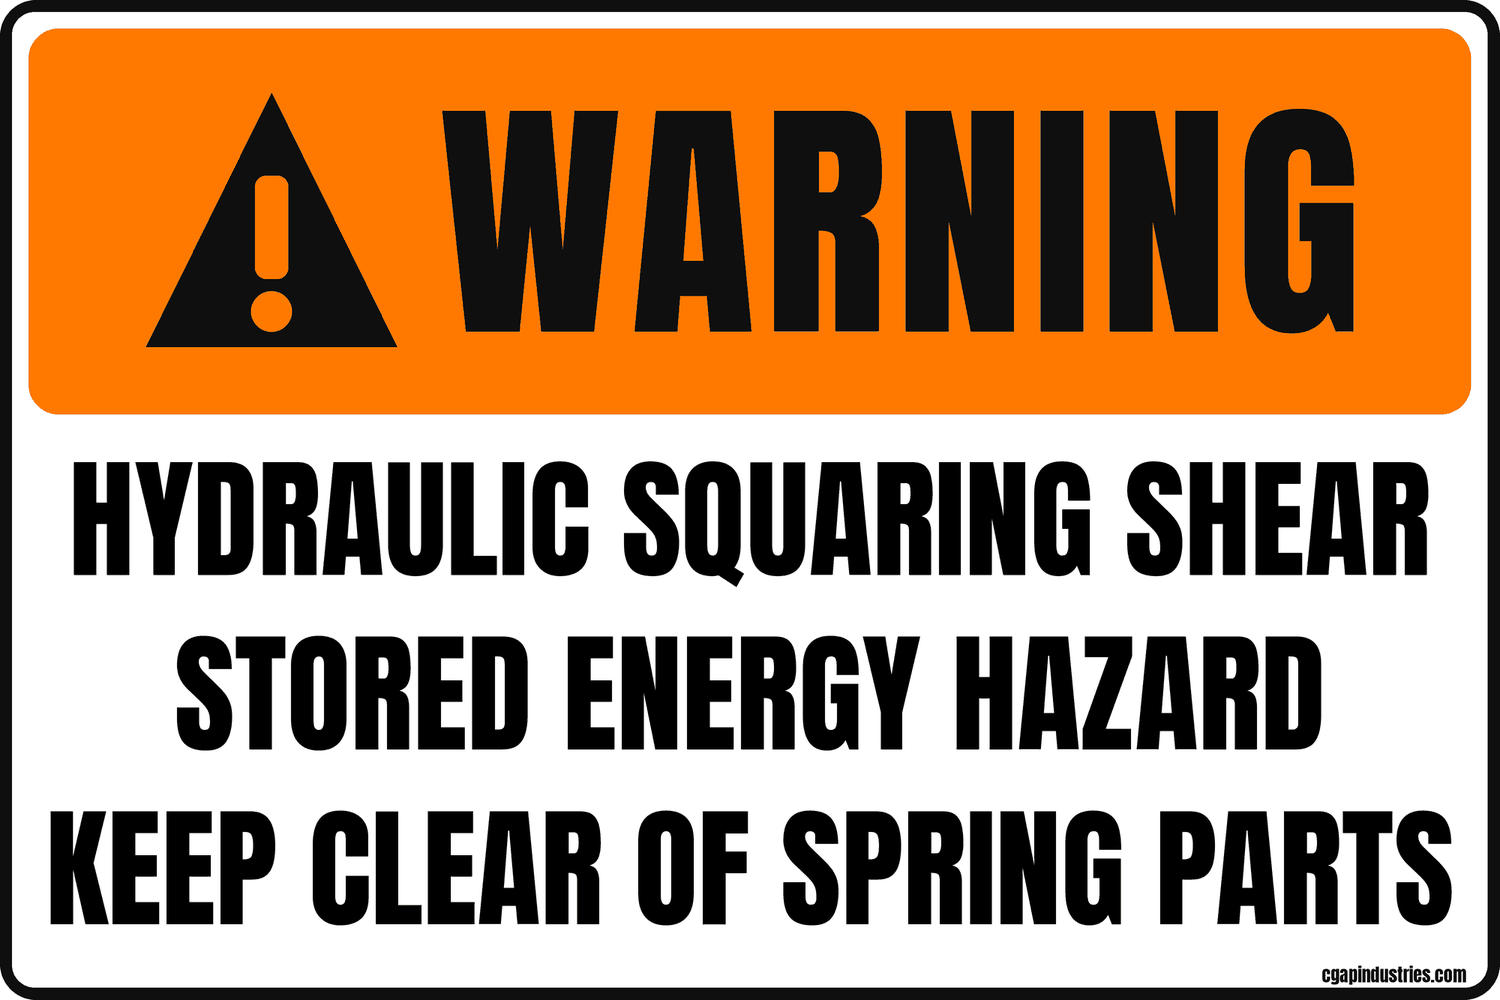 WARNING
HYDRAULIC SQUARING SHEAR
STORED ENERGY HAZARD
KEEP CLEAR OF SPRING PARTS
cgapindustries.com